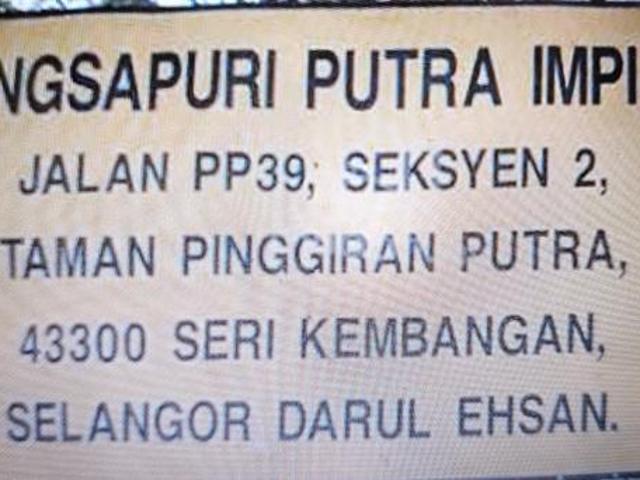 NGSAPURI PUTRA IMPI
JALAN PP39, SEKSYEN 2,
TAMAN PINGGIRAN PUTRA,
43300 SERI KEMBANGAN,
SELANGOR DARUL EHSAN.